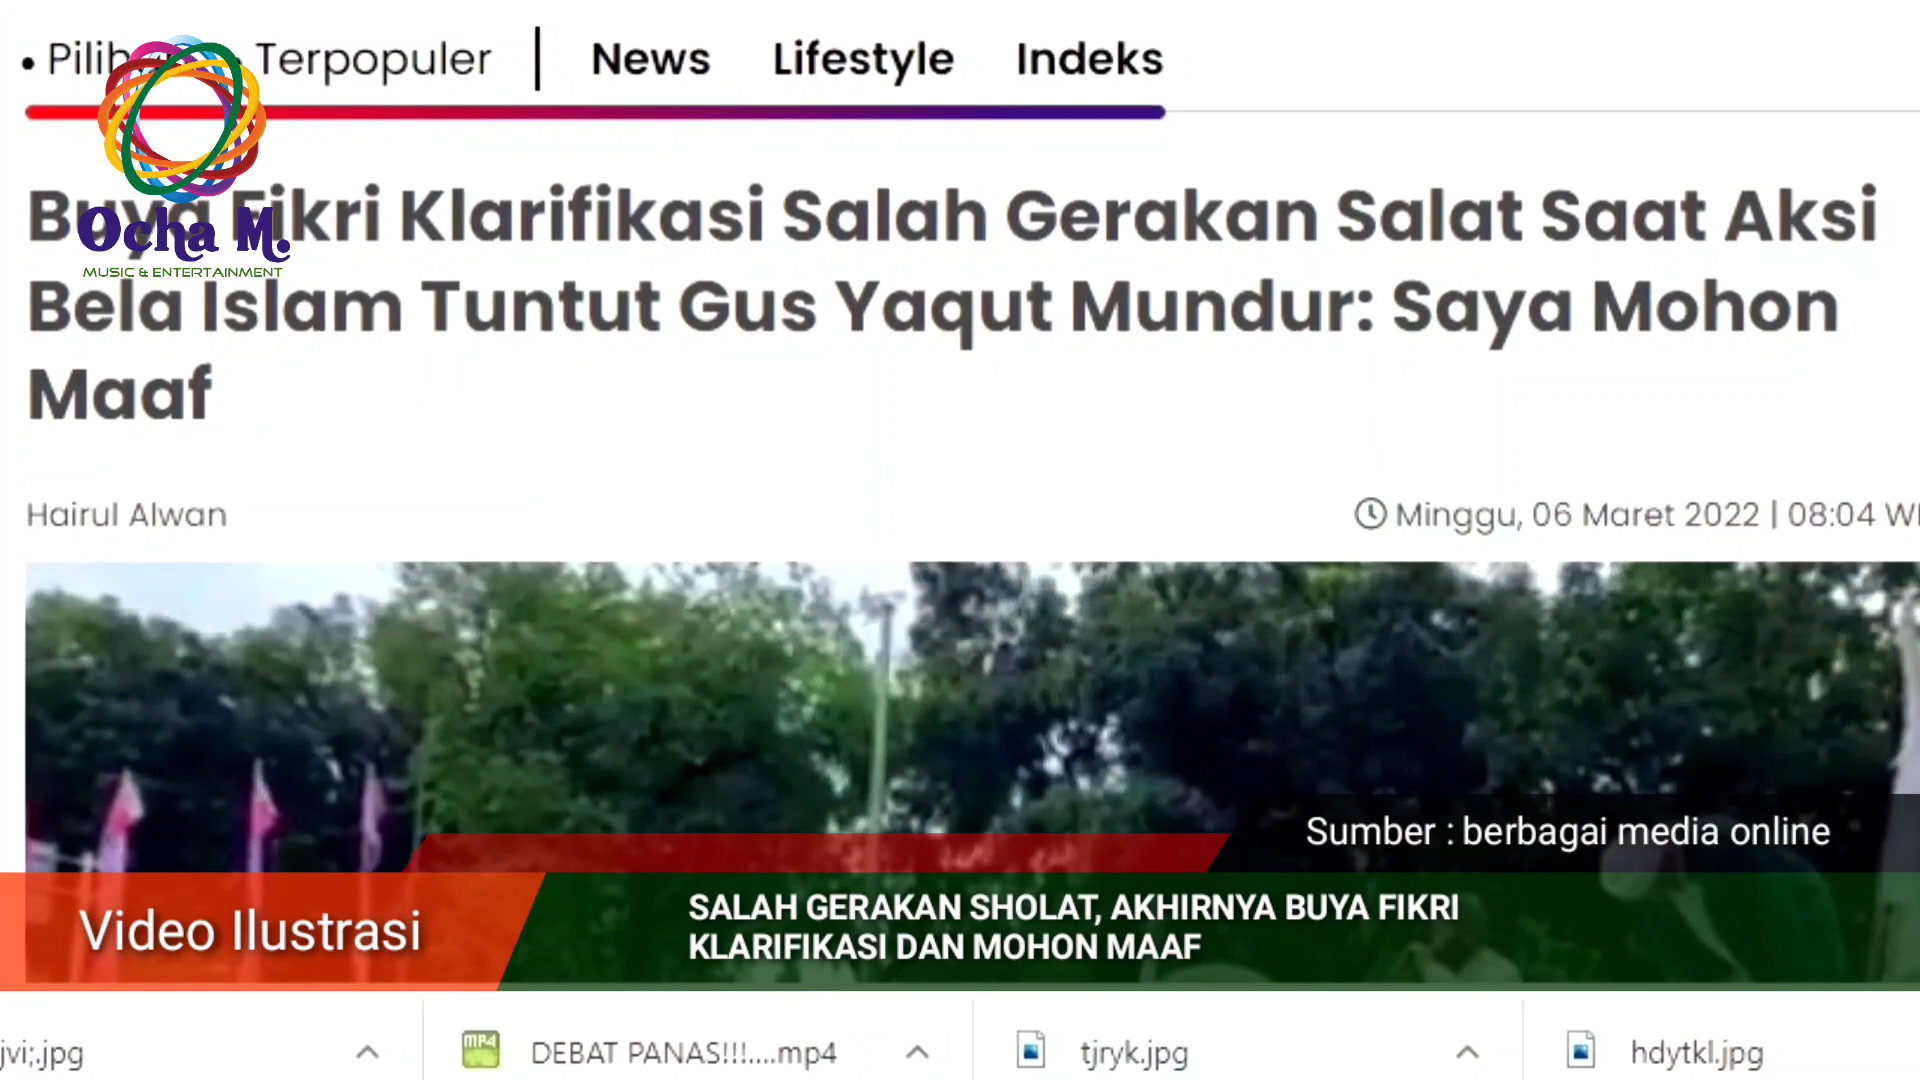 • Pilih Terpopuler | News Lifestyle Indeks
Ocha M.
MUSIC & ENTERTAINMENT
Buya Fikri Klarifikasi Salah Gerakan Salat Saat Aksi
Bela Islam Tuntut Gus Yaqut Mundur: Saya Mohon
Maaf
Hairul Alwan
Minggu, 06 Maret 2022 | 08:04 WI
Sumber : berbagai media online
Video Ilustrasi
SALAH GERAKAN SHOLAT, AKHIRNYA BUYA FIKRI
KLARIFIKASI DAN MOHON MAAF
jvi;.jpg
MP4
DEBAT PANAS!!!....mp4
tjryk.jpg
hdytkl.jpg